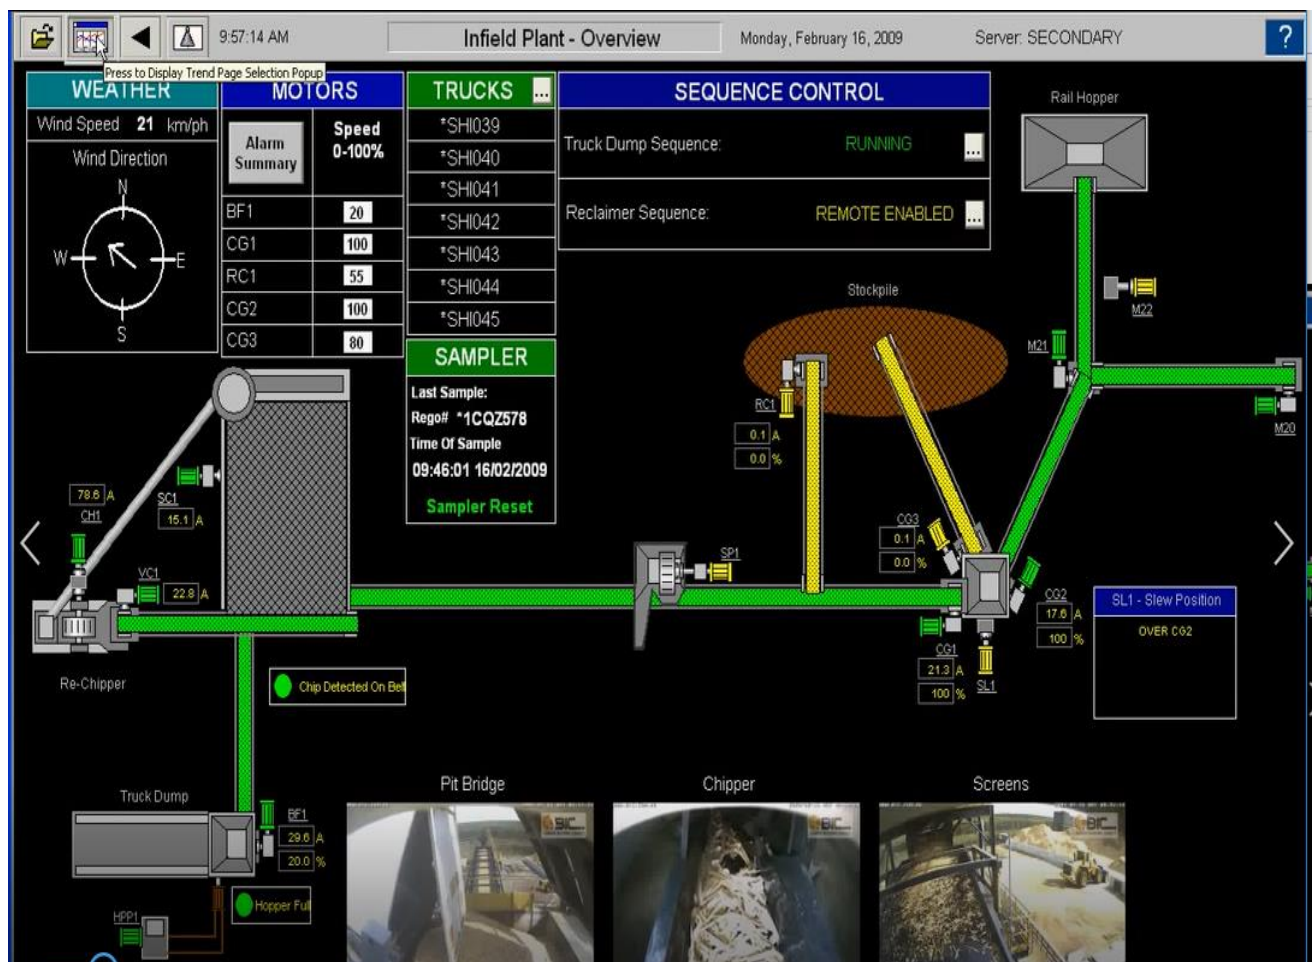 9:57:14 AM
Infield Plant - Overview
Monday, February 16, 2009
Server: SECONDARY
?
Press to Display Trend Page Selection Popup
WEATHER
Wind Speed 21 km/ph
Wind Direction
N
W
E
S
MOTORS
Alarm
Summary
Speed
0-100%
BF1 20
CG1 100
RC1 55
CG2 100
CG3 80
TRUCKS ...
*SHI039
*SHI040
*SHI041
*SHI042
*SHI043
*SHI044
*SHI045
SAMPLER
Last Sample:
Rego# *1CQZ578
Time Of Sample
09:46:01 16/02/2009
Sampler Reset
SEQUENCE CONTROL
Truck Dump Sequence: RUNNING ...
Reclaimer Sequence: REMOTE ENABLED ...
Rail Hopper
M22
M21
M20
Stockpile
RC1
0.1 A
0.0 %
CG3
0.1 A
0.0 %
SP1
78.6 A
CH1
SC1
15.1 A
VC1
22.8 A
Re-Chipper
Chip Detected On Belt
CG1
21.3 A
100 %
SL1
CG2
17.6 A
100 %
SL1 - Slew Position
OVER CG2
Truck Dump
BF1
29.6 A
20.0 %
Hopper Full
HPP1
Pit Bridge
Chipper
Screens
BIC
BIC